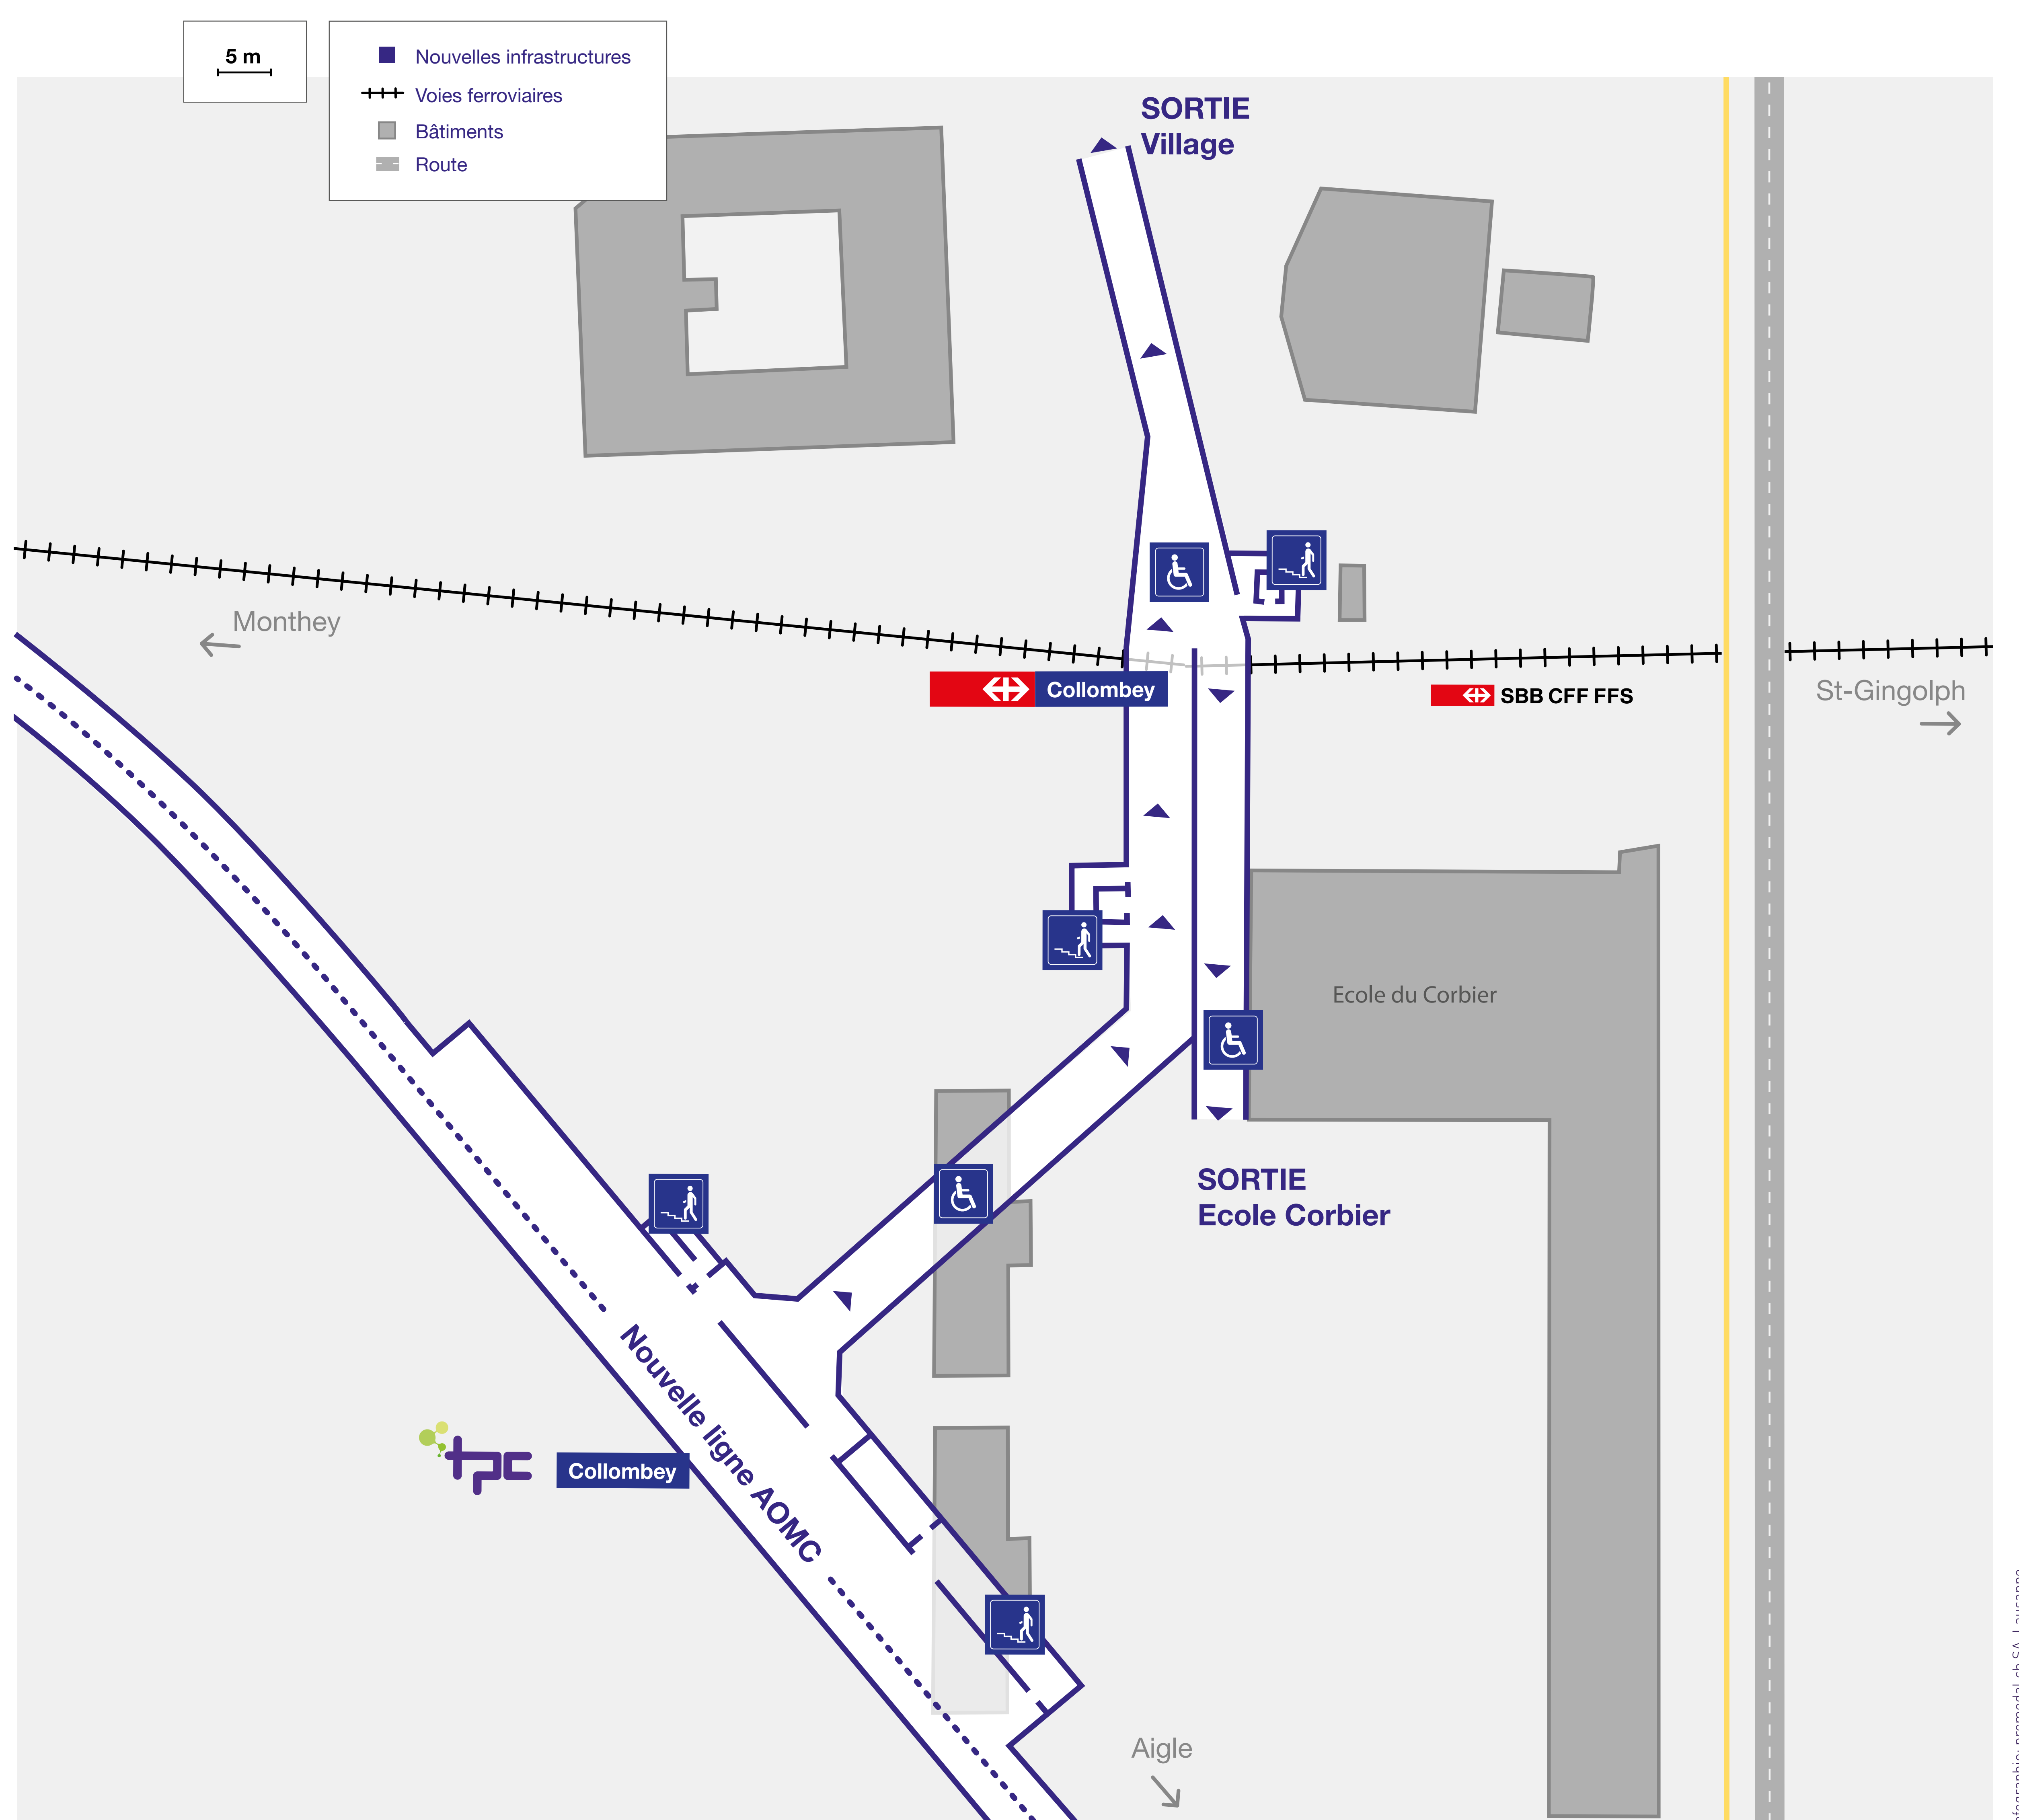 5 m
Nouvelles infrastructures
Voies ferroviaires
Bâtiments
Route
SORTIE
Village
Monthey
Collombey
SBB CFF FFS
St-Gingolph
Ecole du Corbier
SORTIE
Ecole Corbier
Nouvelle ligne AOMC
tpc
Collombey
Aigle